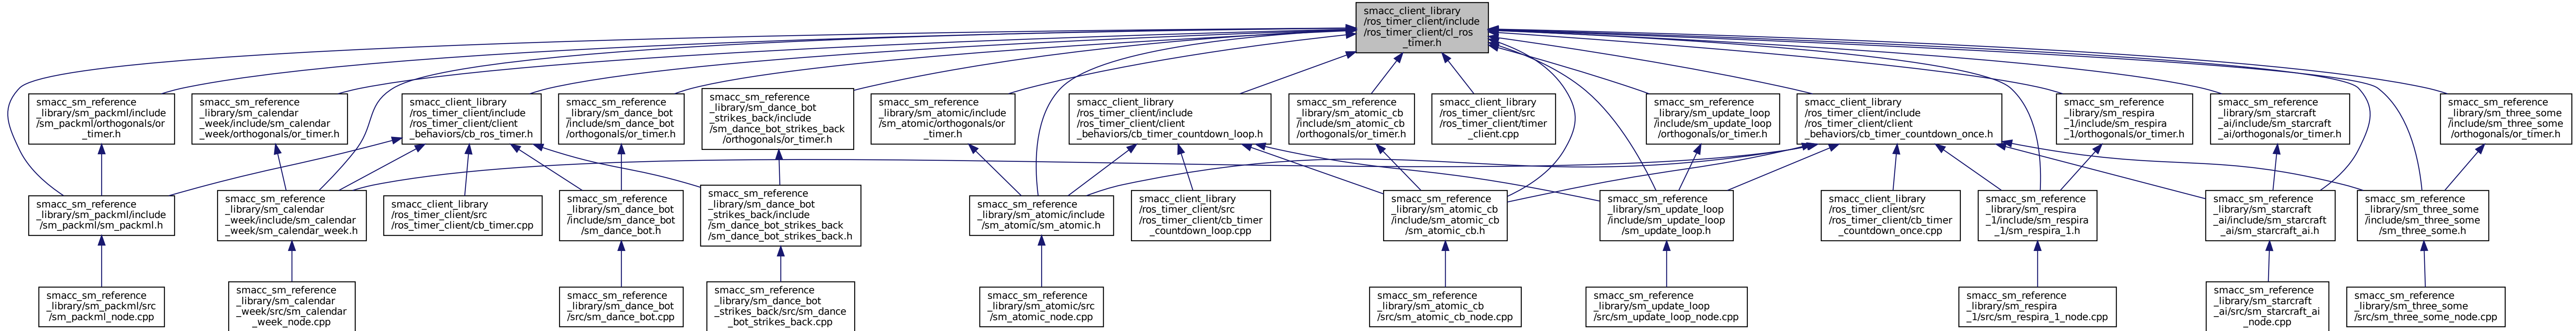 smacc_client_library
/ros_timer_client/include
/ros_timer_client/cl_ros
_timer.h
smacc_sm_reference
_library/sm_packml/include
/sm_packml/orthogonals/or
_timer.h
smacc_sm_reference
_library/sm_calendar
_week/include/sm_calendar
_week/orthogonals/or_timer.h
smacc_client_library
/ros_timer_client/include
/ros_timer_client/client
_behaviors/cb_ros_timer.h
smacc_sm_reference
_library/sm_dance_bot
/include/sm_dance_bot
/orthogonals/or_timer.h
smacc_sm_reference
_library/sm_dance_bot
_strikes_back/include
/sm_dance_bot_strikes_back
/orthogonals/or_timer.h
smacc_sm_reference
_library/sm_atomic/include
/sm_atomic/orthogonals/or
_timer.h
smacc_client_library
/ros_timer_client/include
/ros_timer_client/client
_behaviors/cb_timer_countdown_loop.h
smacc_sm_reference
_library/sm_atomic_cb
/include/sm_atomic_cb
/orthogonals/or_timer.h
smacc_client_library
/ros_timer_client/src
/ros_timer_client/timer
_client.cpp
smacc_sm_reference
_library/sm_update_loop
/include/sm_update_loop
/orthogonals/or_timer.h
smacc_client_library
/ros_timer_client/include
/ros_timer_client/client
_behaviors/cb_timer_countdown_once.h
smacc_sm_reference
_library/sm_respira
_1/include/sm_respira
_1/orthogonals/or_timer.h
smacc_sm_reference
_library/sm_starcraft
_ai/include/sm_starcraft
_ai/orthogonals/or_timer.h
smacc_sm_reference
_library/sm_three_some
/include/sm_three_some
/orthogonals/or_timer.h
smacc_sm_reference
_library/sm_packml/include
/sm_packml/sm_packml.h
smacc_sm_reference
_library/sm_calendar
_week/include/sm_calendar
_week/sm_calendar_week.h
smacc_client_library
/ros_timer_client/src
/ros_timer_client/cb_timer.cpp
smacc_sm_reference
_library/sm_dance_bot
/include/sm_dance_bot
/sm_dance_bot.h
smacc_sm_reference
_library/sm_dance_bot
_strikes_back/include
/sm_dance_bot_strikes_back
/sm_dance_bot_strikes_back.h
smacc_sm_reference
_library/sm_atomic/include
/sm_atomic/sm_atomic.h
smacc_client_library
/ros_timer_client/src
/ros_timer_client/cb_timer
_countdown_loop.cpp
smacc_sm_reference
_library/sm_atomic_cb
/include/sm_atomic_cb
/sm_atomic_cb.h
smacc_sm_reference
_library/sm_update_loop
/include/sm_update_loop
/sm_update_loop.h
smacc_client_library
/ros_timer_client/src
/ros_timer_client/cb_timer
_countdown_once.cpp
smacc_sm_reference
_library/sm_respira
_1/include/sm_respira
_1/sm_respira_1.h
smacc_sm_reference
_library/sm_starcraft
_ai/include/sm_starcraft
_ai/sm_starcraft_ai.h
smacc_sm_reference
_library/sm_three_some
/include/sm_three_some
/sm_three_some.h
smacc_sm_reference
_library/sm_packml/src
/sm_packml_node.cpp
smacc_sm_reference
_library/sm_calendar
_week/src/sm_calendar
_week_node.cpp
smacc_sm_reference
_library/sm_dance_bot
/src/sm_dance_bot.cpp
smacc_sm_reference
_library/sm_dance_bot
_strikes_back/src/sm_dance
_bot_strikes_back.cpp
smacc_sm_reference
_library/sm_atomic/src
/sm_atomic_node.cpp
smacc_sm_reference
_library/sm_atomic_cb
/src/sm_atomic_cb_node.cpp
smacc_sm_reference
_library/sm_update_loop
/src/sm_update_loop_node.cpp
smacc_sm_reference
_library/sm_respira
_1/src/sm_respira_1_node.cpp
smacc_sm_reference
_library/sm_starcraft
_ai/src/sm_starcraft_ai
_node.cpp
smacc_sm_reference
_library/sm_three_some
/src/sm_three_some_node.cpp